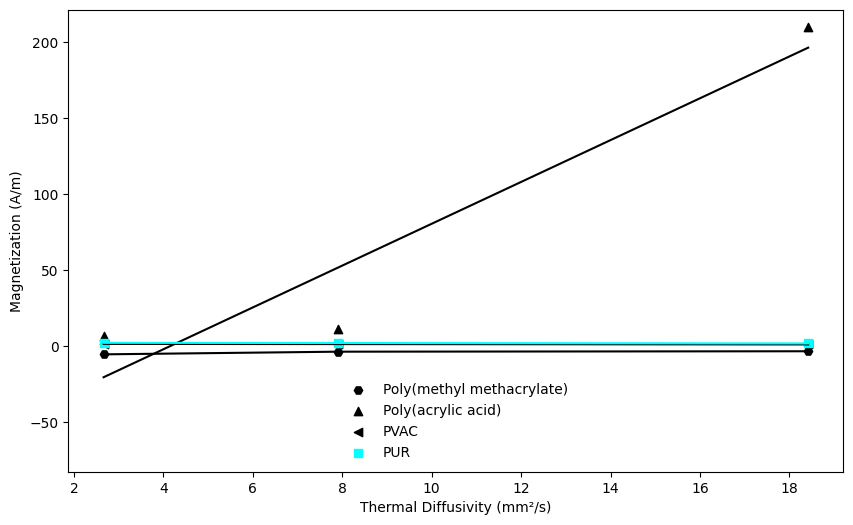 200
150
100
50
0
−50
Magnetization (A/m)
Poly(methyl methacrylate)
Poly(acrylic acid)
PVAC
PUR
2 4 6 8 10 12 14 16 18
Thermal Diffusivity (mm²/s)